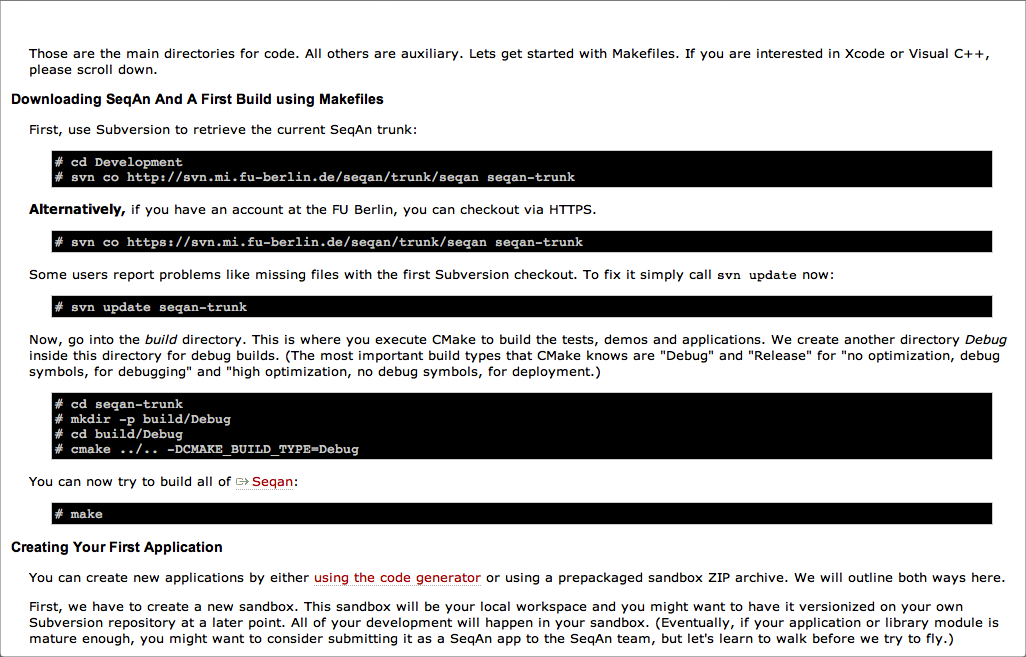 Those are the main directories for code. All others are auxiliary. Lets get started with Makefiles. If you are interested in Xcode or Visual C++,
please scroll down.
Downloading SeqAn And A First Build using Makefiles
First, use Subversion to retrieve the current SeqAn trunk:
# cd Development
# svn co http://svn.mi.fu-berlin.de/seqan/trunk/seqan seqan-trunk
Alternatively, if you have an account at the FU Berlin, you can checkout via HTTPS.
# svn co https://svn.mi.fu-berlin.de/seqan/trunk/seqan seqan-trunk
Some users report problems like missing files with the first Subversion checkout. To fix it simply call svn update now:
# svn update seqan-trunk
Now, go into the build directory. This is where you execute CMake to build the tests, demos and applications. We create another directory Debug
inside this directory for debug builds. (The most important build types that CMake knows are "Debug" and "Release" for "no optimization, debug
symbols, for debugging" and "high optimization, no debug symbols, for deployment.)
# cd seqan-trunk
# mkdir -p build/Debug
# cd build/Debug
# cmake ../.. -DCMAKE_BUILD_TYPE=Debug
You can now try to build all of Seqan:
# make
Creating Your First Application
You can create new applications by either using the code generator or using a prepackaged sandbox ZIP archive. We will outline both ways here.
First, we have to create a new sandbox. This sandbox will be your local workspace and you might want to have it versionized on your own
Subversion repository at a later point. All of your development will happen in your sandbox. (Eventually, if your application or library module is
mature enough, you might want to consider submitting it as a SeqAn app to the SeqAn team, but let's learn to walk before we try to fly.)